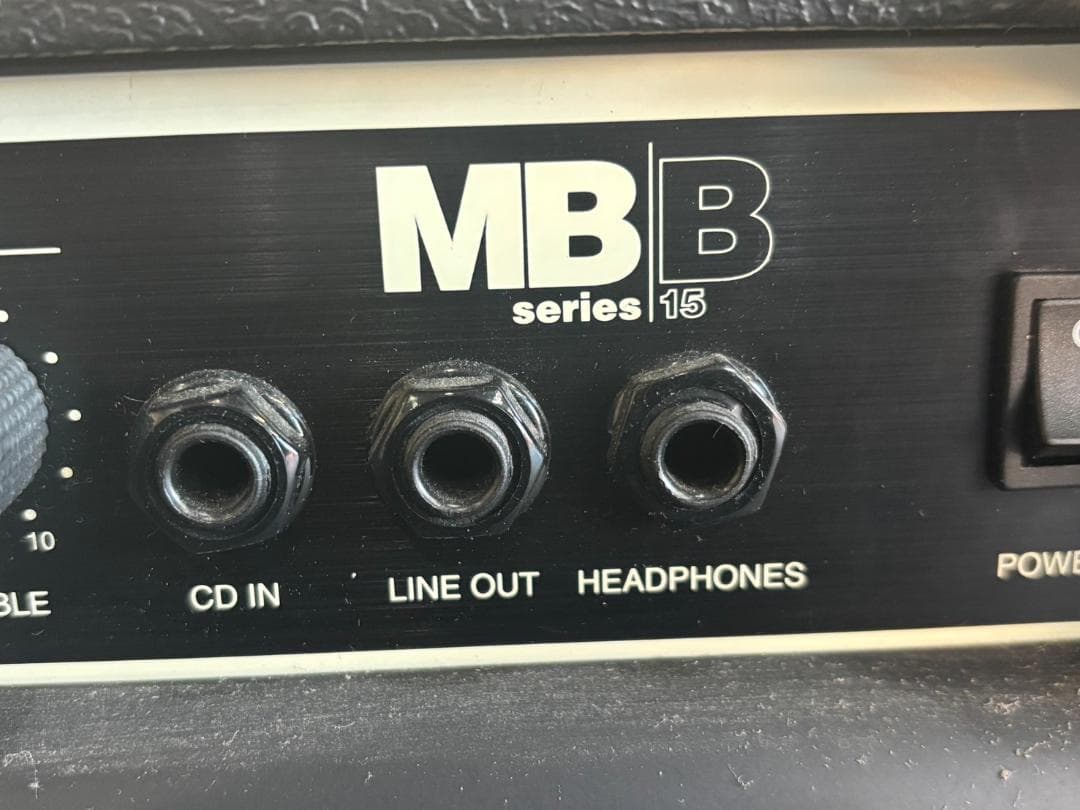 MB B
series 15
10
BLE
CD IN
LINE OUT
HEADPHONES
POWE